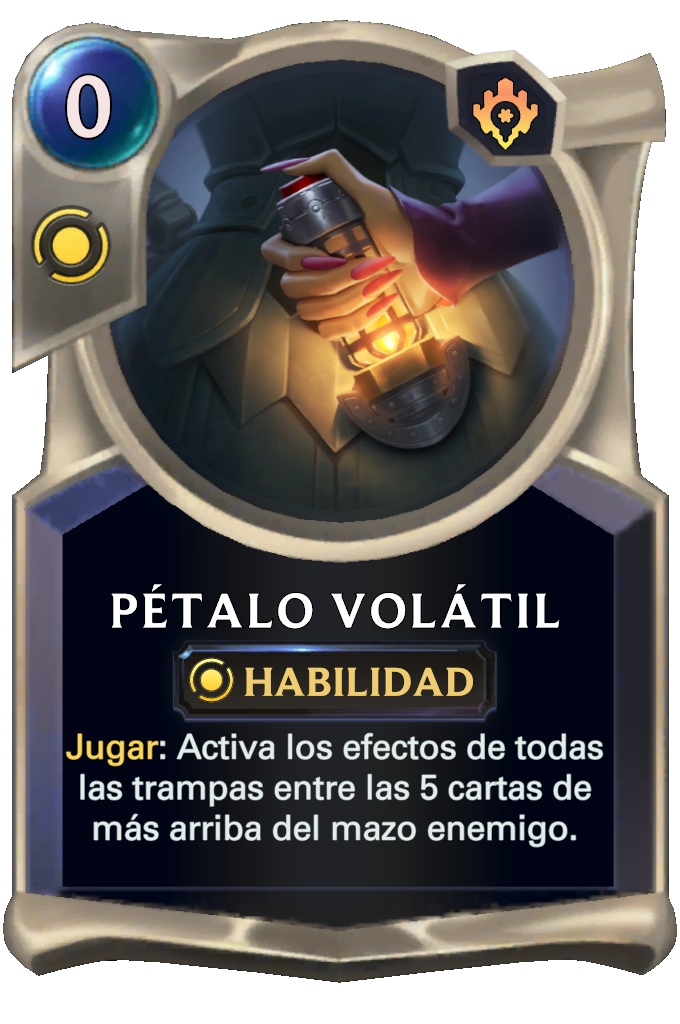 0
PÉTALO VOLÁTIL
HABILIDAD
Jugar: Activa los efectos de todas
las trampas entre las 5 cartas de
más arriba del mazo enemigo.